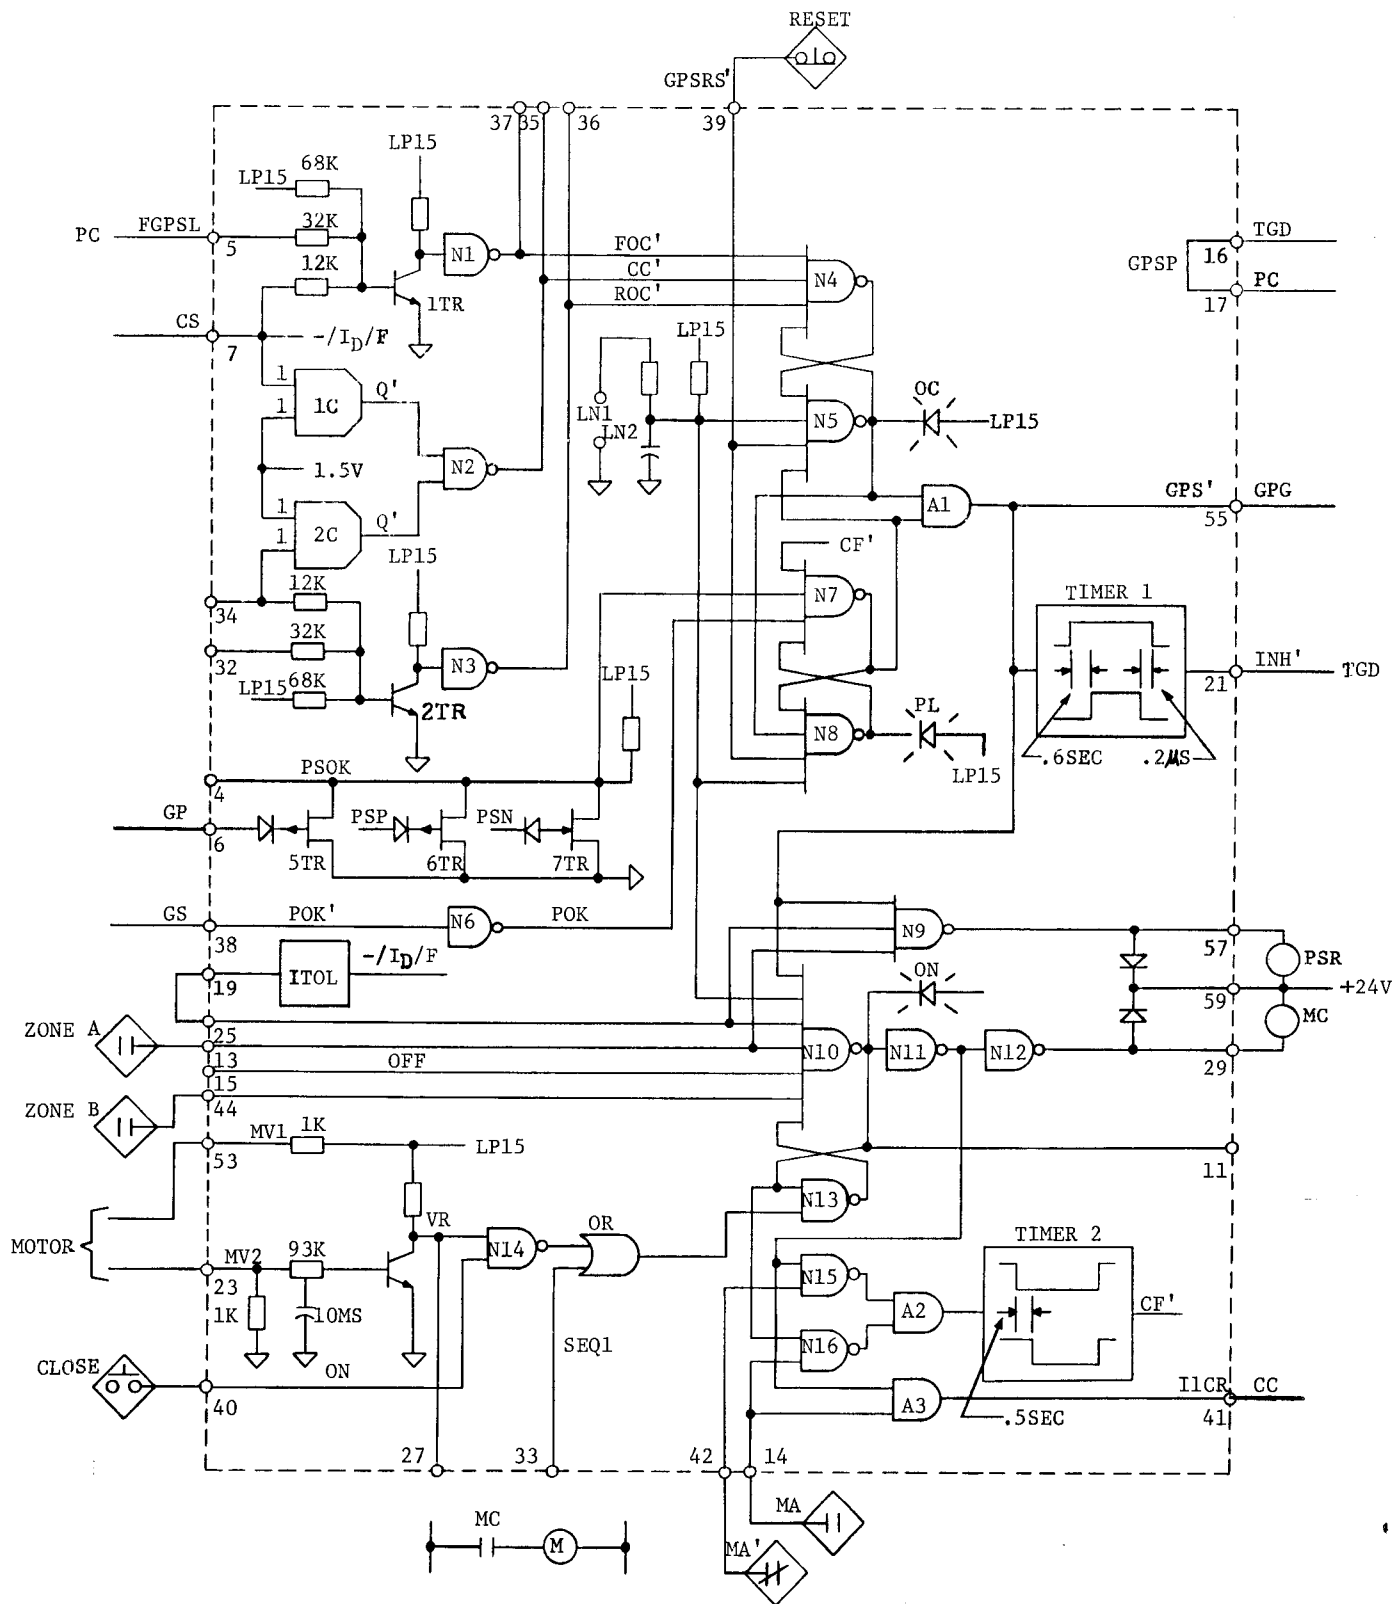 RESET
GPSRS'
37
35
36
39
LP15
68K
LP15
PC
FGPSL
5
32K
12K
N1
1TR
FOC'
CC'
ROC'
N4
TGD
16
GPSP
17
PC
CS
7
-/ID/F
1
1
1C
Q'
1.5V
N2
1
1
2C
Q'
LP15
LN1
LN2
N5
OC
LP15
A1
GPS'
GPG
55
CF'
LP15
34
12K
32
32K
LP15
68K
N3
2TR
N7
LP15
TIMER 1
INH'
TGD
21
.6SEC
.2µS
N8
PL
LP15
4
PSOK
GP
6
5TR
PSP
6TR
PSN
7TR
GS
38
POK'
N6
POK
N9
57
PSR
59
+24V
MC
29
19
ITOL
-/ID/F
ON
ZONE A
25
13
OFF
15
N10
N11
N12
ZONE B
44
53
MV1
1K
LP15
11
MOTOR
VR
N13
OR
N14
23
MV2
93K
1K
10MS
N15
N16
A2
TIMER 2
CF'
.5SEC
SEQ1
CLOSE
40
ON
A3
I1CR
CC
41
27
33
42
14
MC
M
MA
MA'